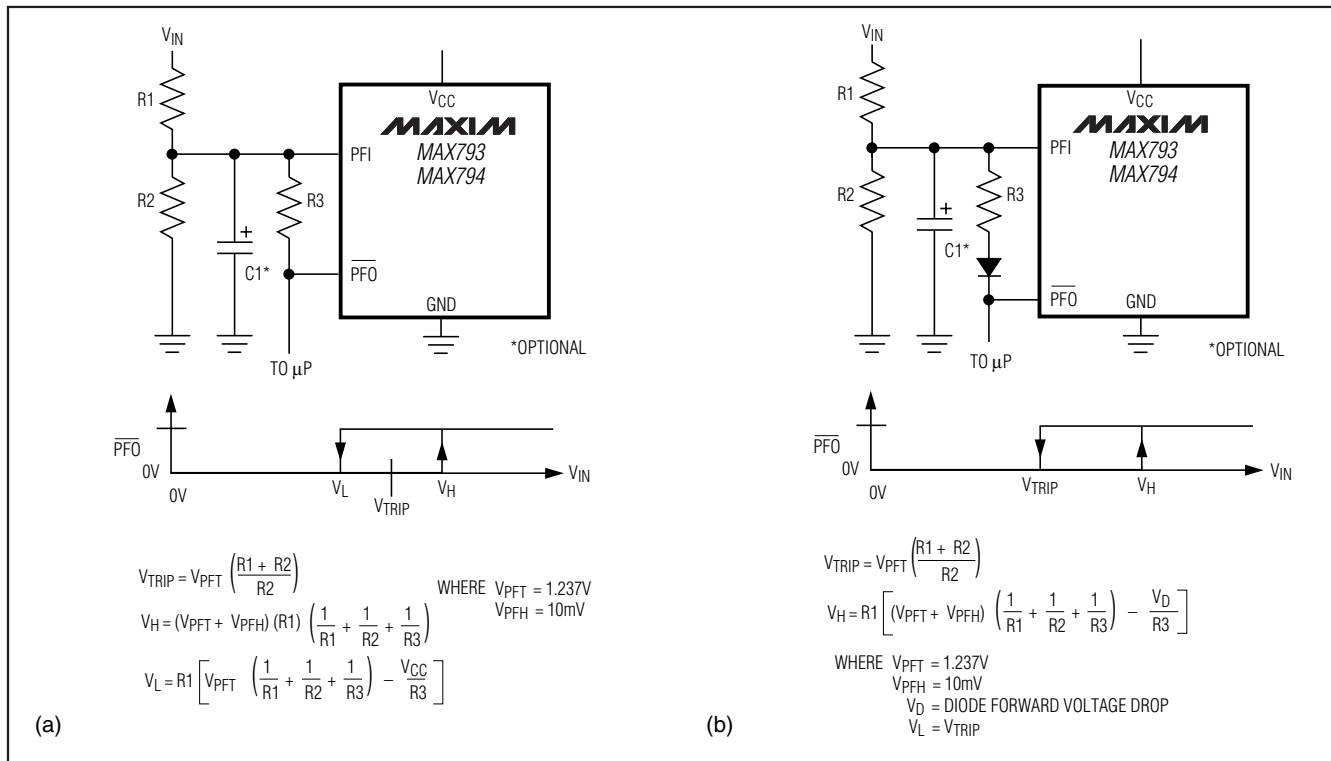 V_IN
R1
V_CC
MAXIM
MAX793
MAX794
PFI
R2
R3
+
C1*
P̅F̅O̅
GND
*OPTIONAL
TO μP
P̅F̅O̅
0V
0V
V_L
V_TRIP
V_H
V_IN
V_TRIP = V_PFT ((R1 + R2)/R2)
WHERE V_PFT = 1.237V
V_PFH = 10mV
V_H = (V_PFT + V_PFH) (R1) (1/R1 + 1/R2 + 1/R3)
V_L = R1 [V_PFT (1/R1 + 1/R2 + 1/R3) − V_CC/R3]
(a)
V_IN
R1
V_CC
MAXIM
MAX793
MAX794
PFI
R2
R3
+
C1*
P̅F̅O̅
GND
*OPTIONAL
TO μP
P̅F̅O̅
0V
0V
V_TRIP
V_H
V_IN
V_TRIP = V_PFT ((R1 + R2)/R2)
V_H = R1 [(V_PFT + V_PFH) (1/R1 + 1/R2 + 1/R3) − V_D/R3]
WHERE V_PFT = 1.237V
V_PFH = 10mV
V_D = DIODE FORWARD VOLTAGE DROP
V_L = V_TRIP
(b)